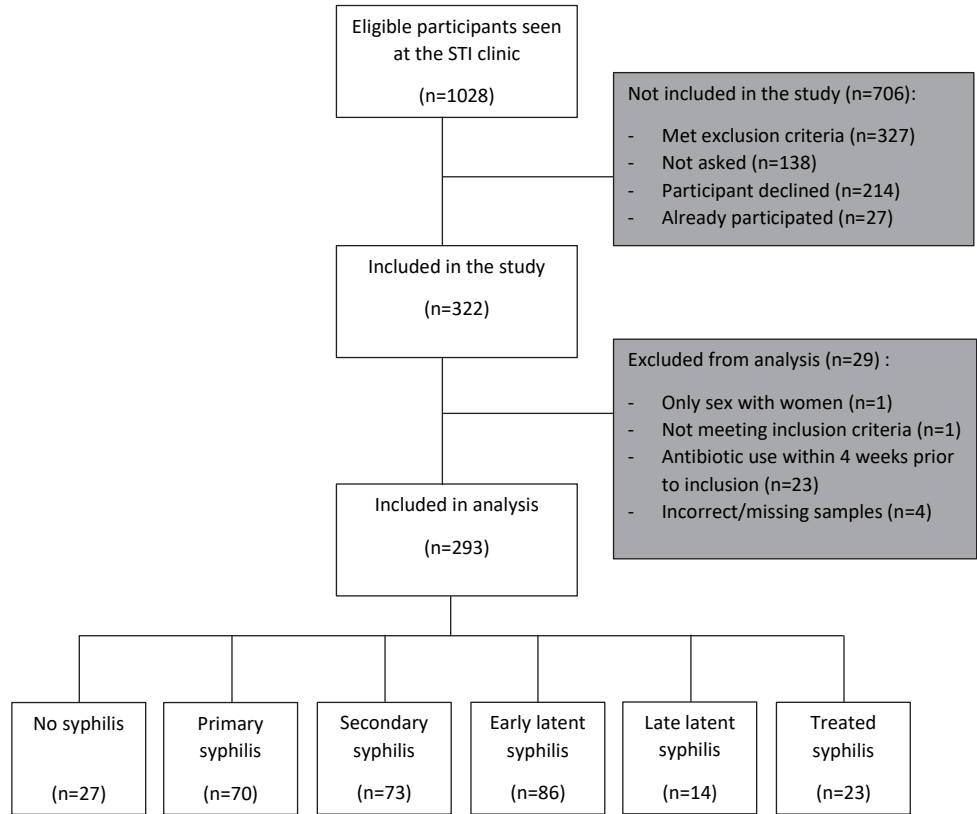 Eligible participants seen
at the STI clinic
(n=1028)
Not included in the study (n=706):
- Met exclusion criteria (n=327)
- Not asked (n=138)
- Participant declined (n=214)
- Already participated (n=27)
Included in the study
(n=322)
Excluded from analysis (n=29) :
- Only sex with women (n=1)
- Not meeting inclusion criteria (n=1)
- Antibiotic use within 4 weeks prior
to inclusion (n=23)
- Incorrect/missing samples (n=4)
Included in analysis
(n=293)
No syphilis
(n=27)
Primary
syphilis
(n=70)
Secondary
syphilis
(n=73)
Early latent
syphilis
(n=86)
Late latent
syphilis
(n=14)
Treated
syphilis
(n=23)